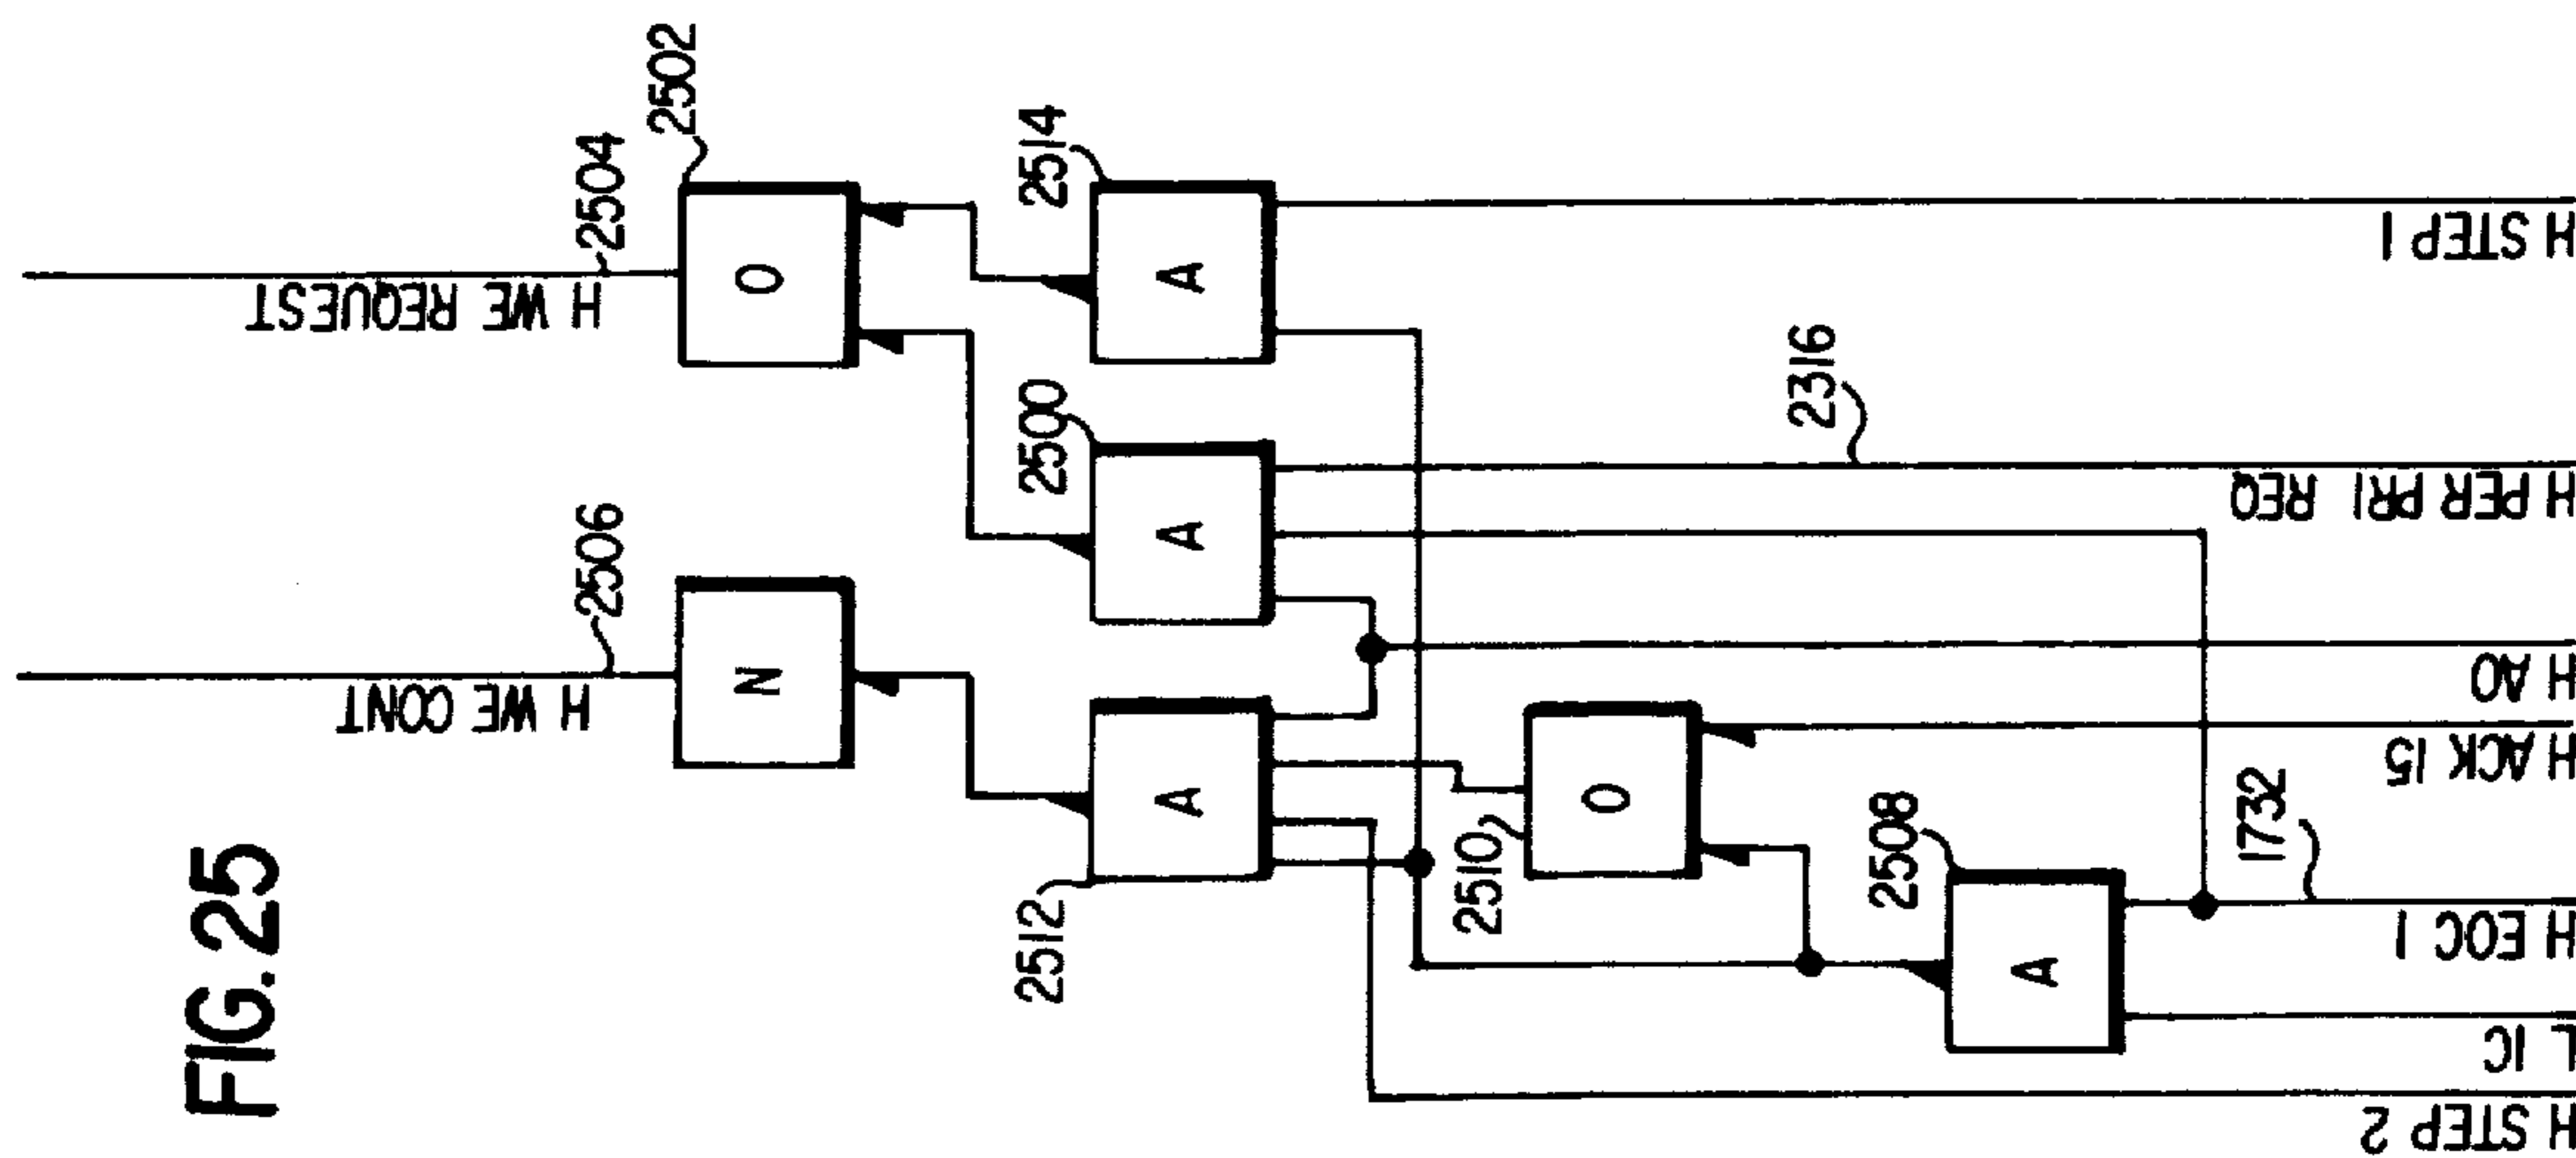 FIG. 25
H WE REQUEST
2504
2502
H WE CONT
2506
O
N
2514
2500
2512
A
A
A
2510
O
2508
A
2316
1732
H STEP 1
H PER PRI REQ
H AO
H ACK 15
H EOC 1
L IC
H STEP 2